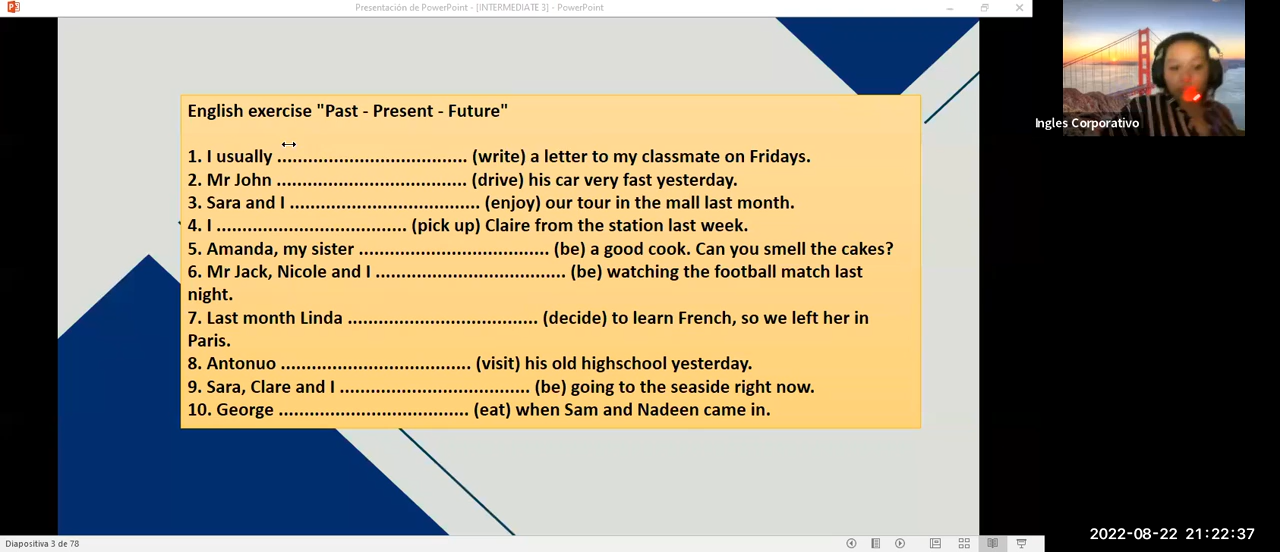 Presentación de PowerPoint - [INTERMEDIATE 3] - PowerPoint
English exercise "Past - Present - Future"
1. I usually ..................................... (write) a letter to my classmate on Fridays.
2. Mr John ..................................... (drive) his car very fast yesterday.
3. Sara and I ..................................... (enjoy) our tour in the mall last month.
4. I ..................................... (pick up) Claire from the station last week.
5. Amanda, my sister ..................................... (be) a good cook. Can you smell the cakes?
6. Mr Jack, Nicole and I ..................................... (be) watching the football match last
night.
7. Last month Linda ..................................... (decide) to learn French, so we left her in
Paris.
8. Antonuo ..................................... (visit) his old highschool yesterday.
9. Sara, Clare and I ..................................... (be) going to the seaside right now.
10. George ..................................... (eat) when Sam and Nadeen came in.
Ingles Corporativo
Diapositiva 3 de 78
2022-08-22 21:22:37